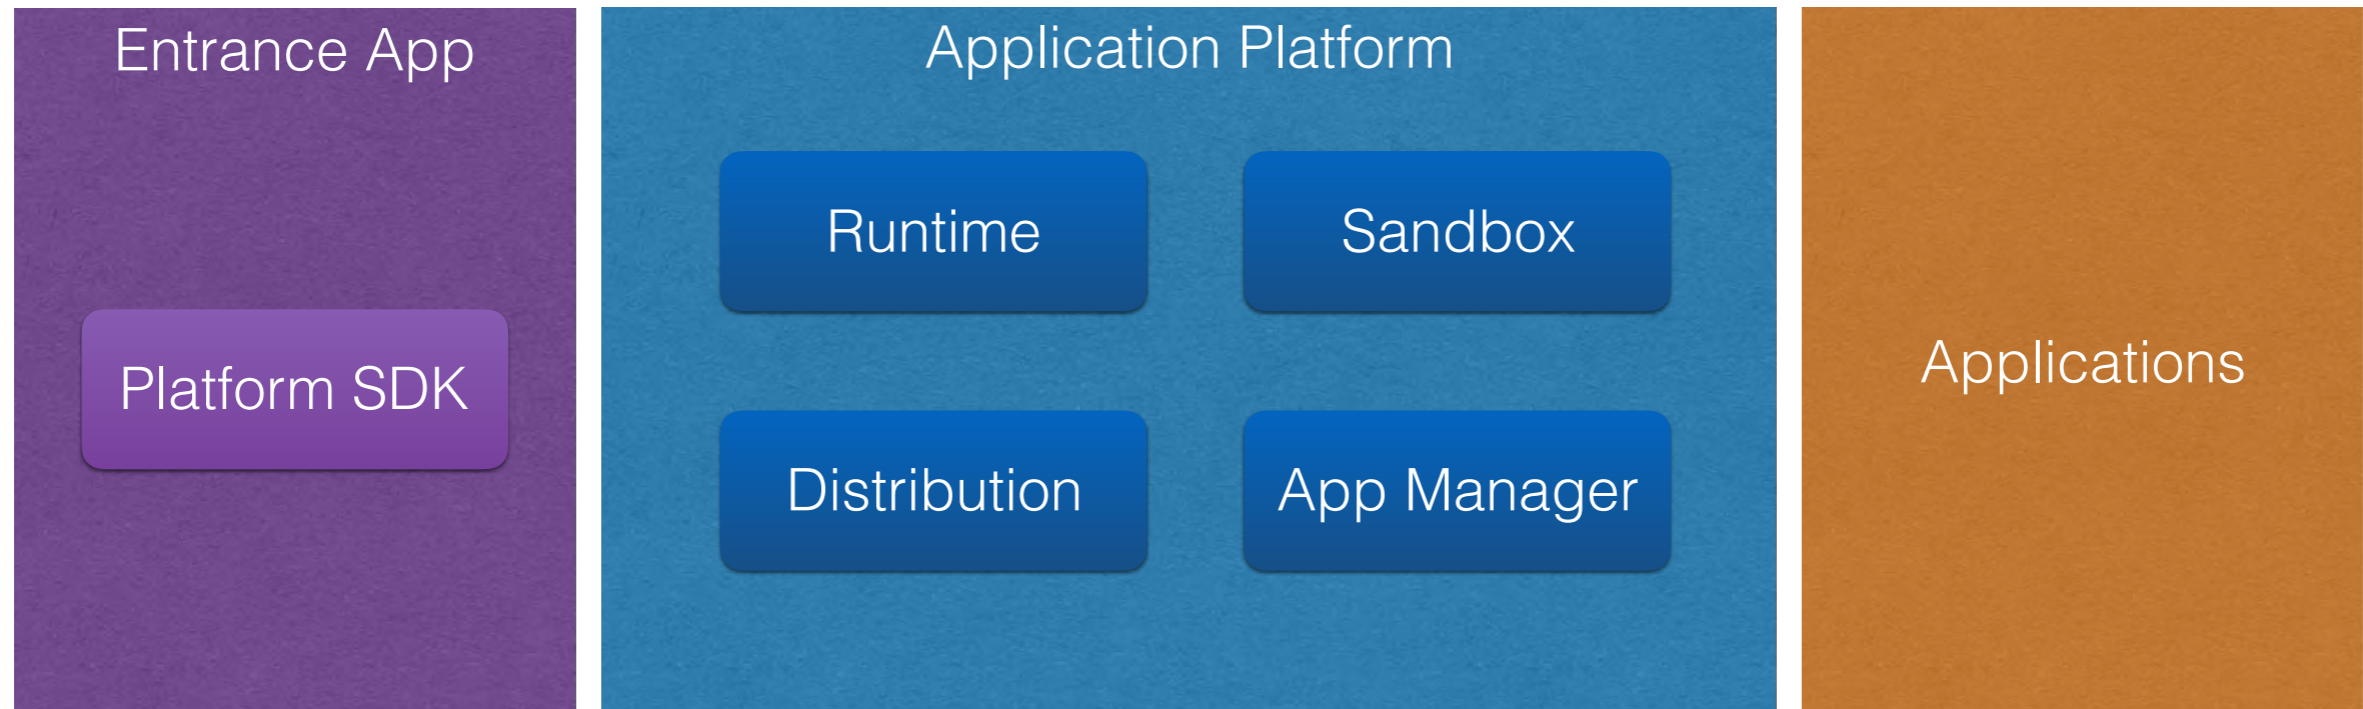 Entrance App
Platform SDK
Application Platform
Runtime
Sandbox
Distribution
App Manager
Applications